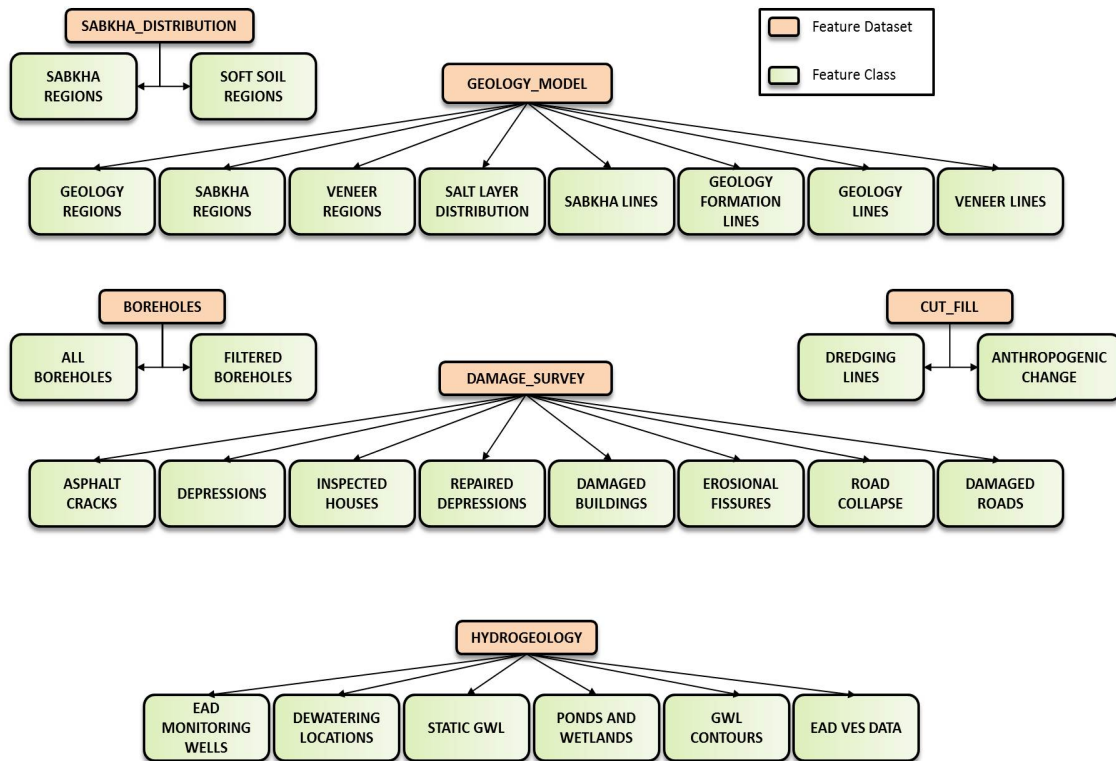 SABKHA_DISTRIBUTION
SABKHA
REGIONS
SOFT SOIL
REGIONS
Feature Dataset
Feature Class
GEOLOGY_MODEL
GEOLOGY
REGIONS
SABKHA
REGIONS
VENEER
REGIONS
SALT LAYER
DISTRIBUTION
SABKHA LINES
GEOLOGY
FORMATION
LINES
GEOLOGY
LINES
VENEER LINES
BOREHOLES
ALL
BOREHOLES
FILTERED
BOREHOLES
CUT_FILL
DREDGING
LINES
ANTHROPOGENIC
CHANGE
DAMAGE_SURVEY
ASPHALT
CRACKS
DEPRESSIONS
INSPECTED
HOUSES
REPAIRED
DEPRESSIONS
DAMAGED
BUILDINGS
EROSIONAL
FISSURES
ROAD
COLLAPSE
DAMAGED
ROADS
HYDROGEOLOGY
EAD
MONITORING
WELLS
DEWATERING
LOCATIONS
STATIC GWL
PONDS AND
WETLANDS
GWL
CONTOURS
EAD VES DATA